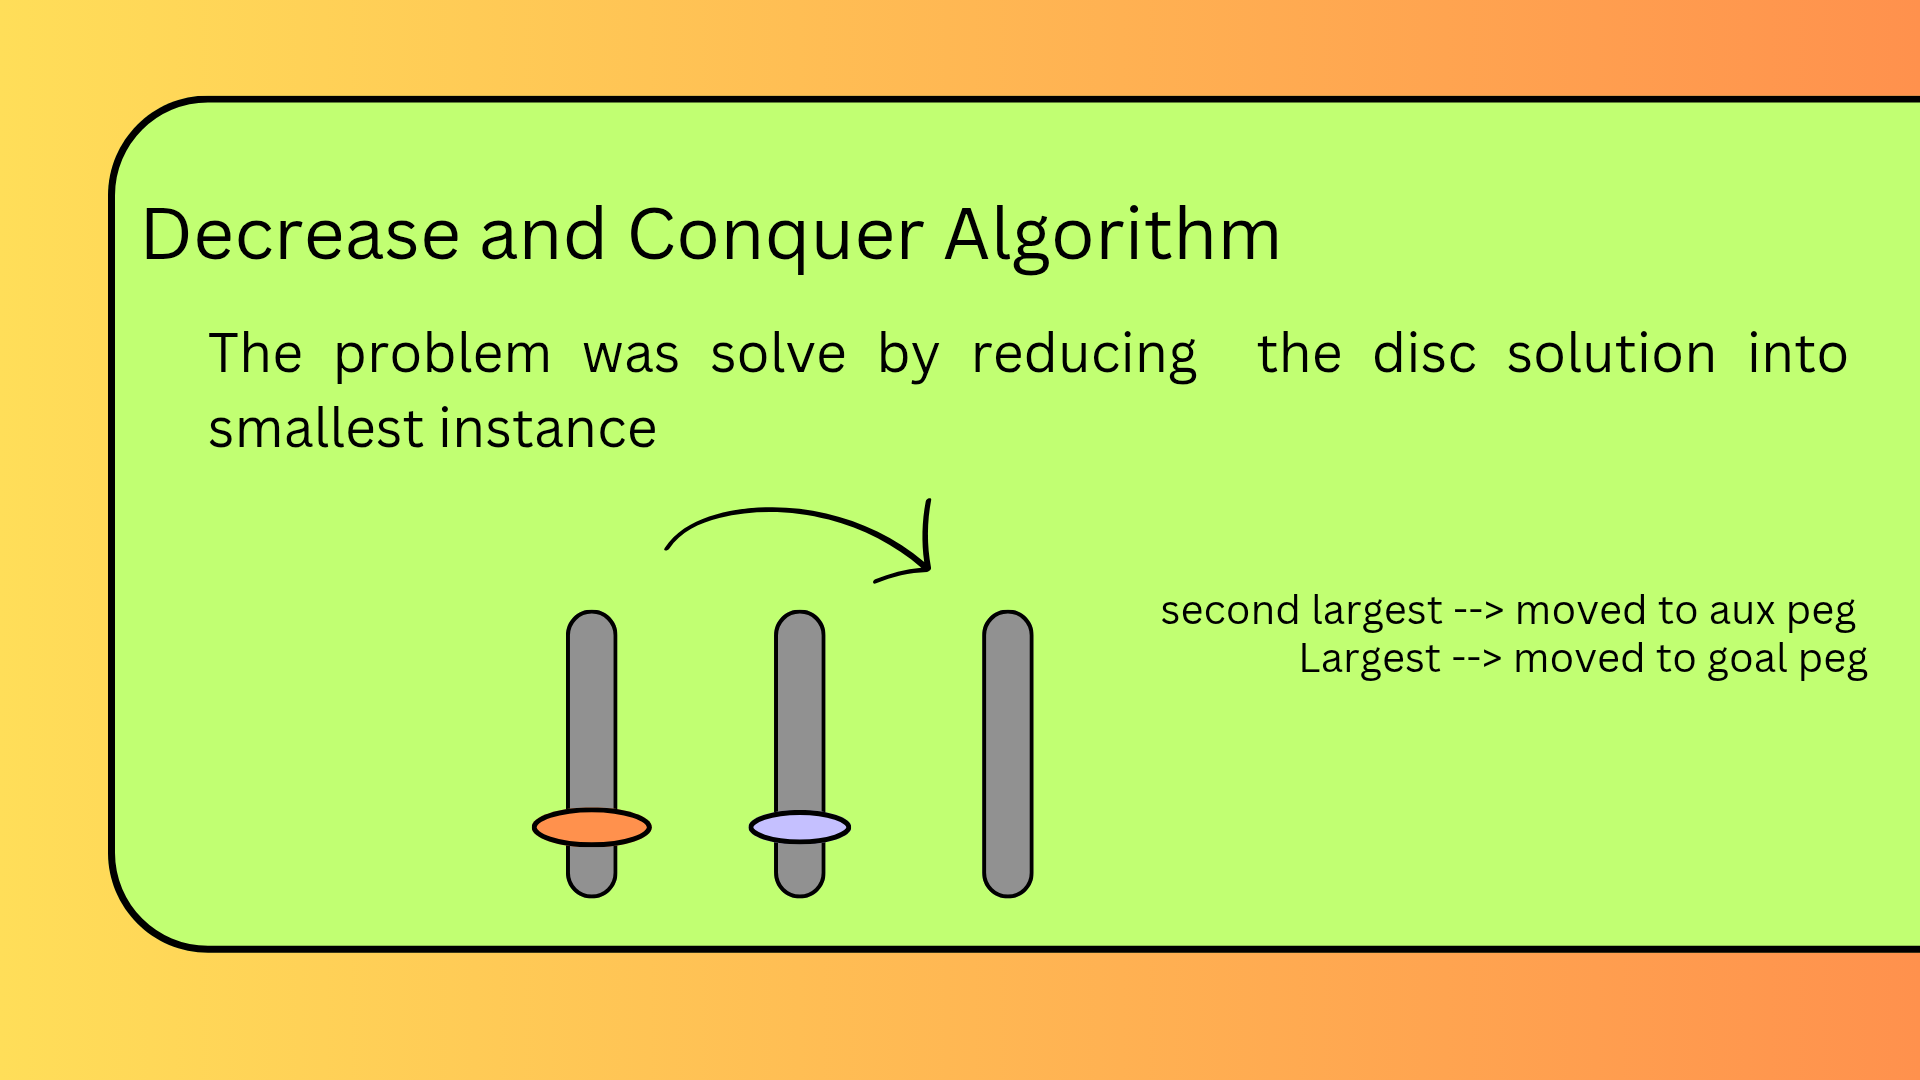 Decrease and Conquer Algorithm
The problem was solve by reducing the disc solution into
smallest instance
second largest --> moved to aux peg
Largest --> moved to goal peg